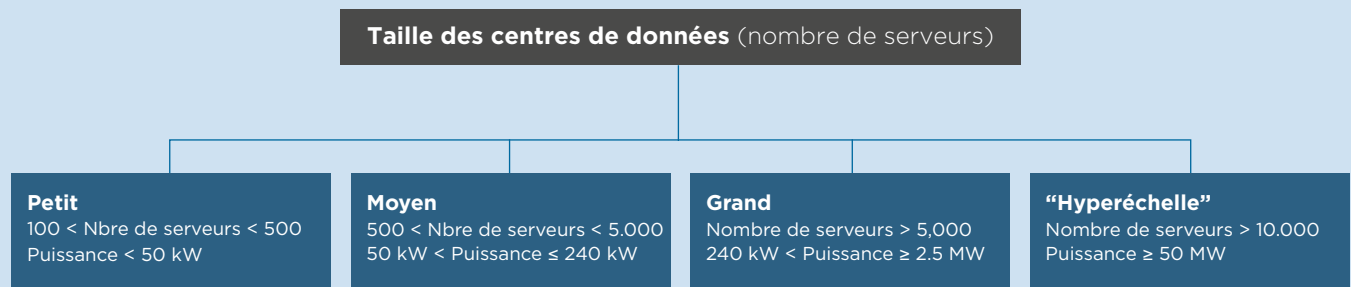 Taille des centres de données (nombre de serveurs)
Petit
100 < Nbre de serveurs < 500
Puissance < 50 kW
Moyen
500 < Nbre de serveurs < 5.000
50 kW < Puissance ≤ 240 kW
Grand
Nombre de serveurs > 5,000
240 kW < Puissance ≥ 2.5 MW
“Hyperéchelle”
Nombre de serveurs > 10.000
Puissance ≥ 50 MW